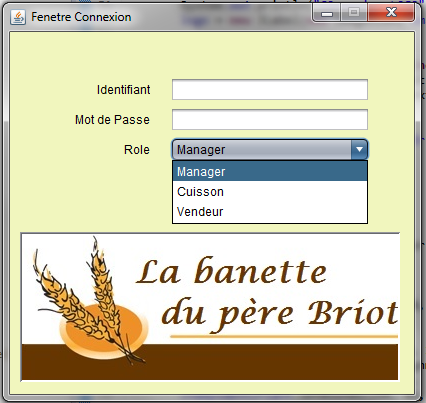 Fenetre Connexion
Identifiant
Mot de Passe
Role
Manager
Manager
Cuisson
Vendeur
La banette
du père Briot